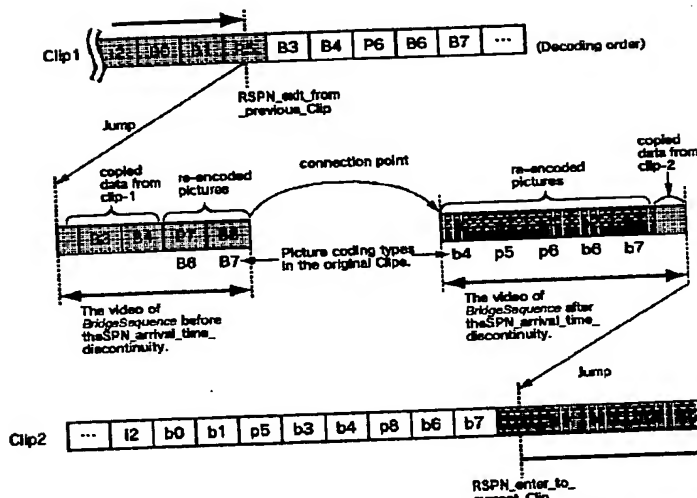 Clip1
B3 B4 P6 B6 B7 ...
(Decoding order)
RSPN_exit_from
_previous_Clip
Jump
copied
data from
clip-1
re-encoded
pictures
connection point
re-encoded
pictures
copied
data from
clip-2
B6 B7
Picture coding types
in the original Clips.
b4 p5 p6 b6 b7
The video of
BridgeSequence before
theSPN_arrival_time_
discontinuity.
The video of
BridgeSequence after
theSPN_arrival_time_
discontinuity.
Jump
Clip2
... i2 b0 b1 p5 b3 b4 p8 b6 b7
RSPN_enter_to_